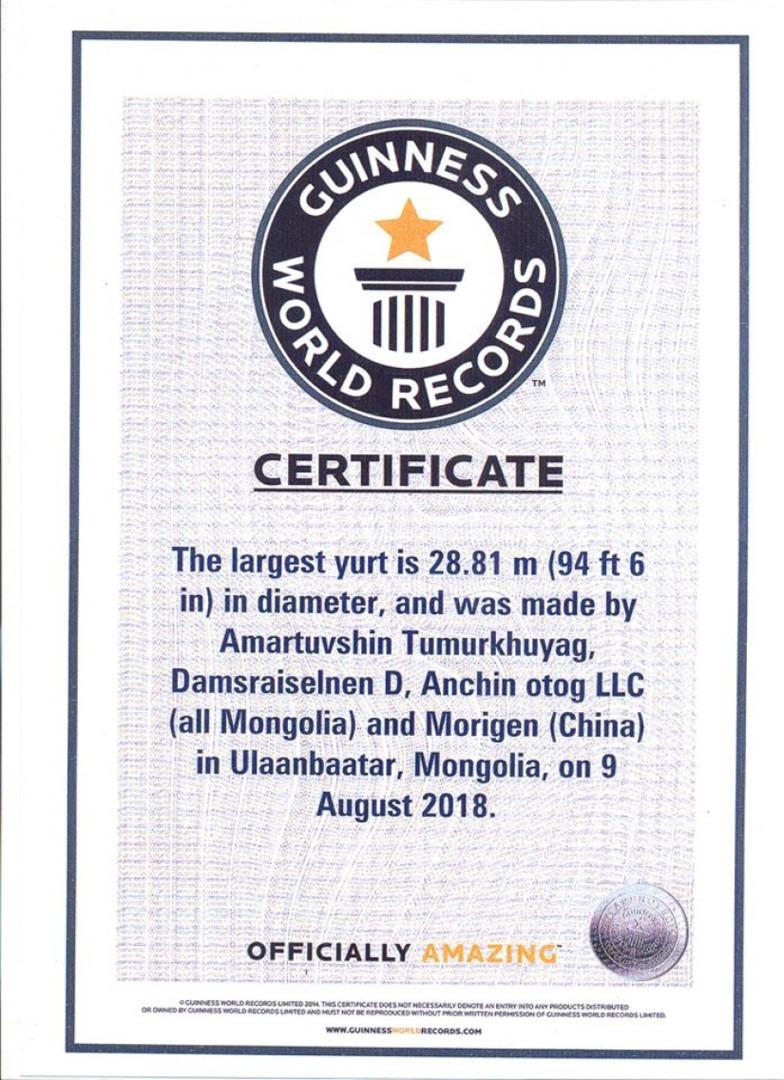 GUINNESS
WORLD RECORDS
TM
CERTIFICATE
The largest yurt is 28.81 m (94 ft 6
in) in diameter, and was made by
Amartuvshin Tumurkhuyag,
Damsraiselnen D, Anchin otog LLC
(all Mongolia) and Morigen (China)
in Ulaanbaatar, Mongolia, on 9
August 2018.
OFFICIALLY AMAZING™
© GUINNESS WORLD RECORDS LIMITED 2014. THIS CERTIFICATE DOES NOT NECESSARILY DENOTE AN ENTRY INTO ANY PRODUCTS DISTRIBUTED
OR OWNED BY GUINNESS WORLD RECORDS LIMITED AND MUST NOT BE REPRODUCED WITHOUT PRIOR WRITTEN PERMISSION OF GUINNESS WORLD RECORDS LIMITED.
WWW.GUINNESSWORLDRECORDS.COM